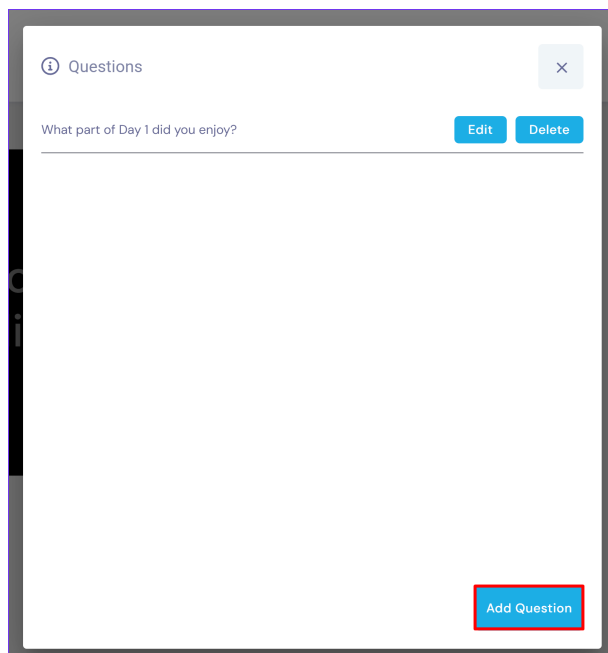 Questions
What part of Day 1 did you enjoy?
Edit Delete
Add Question